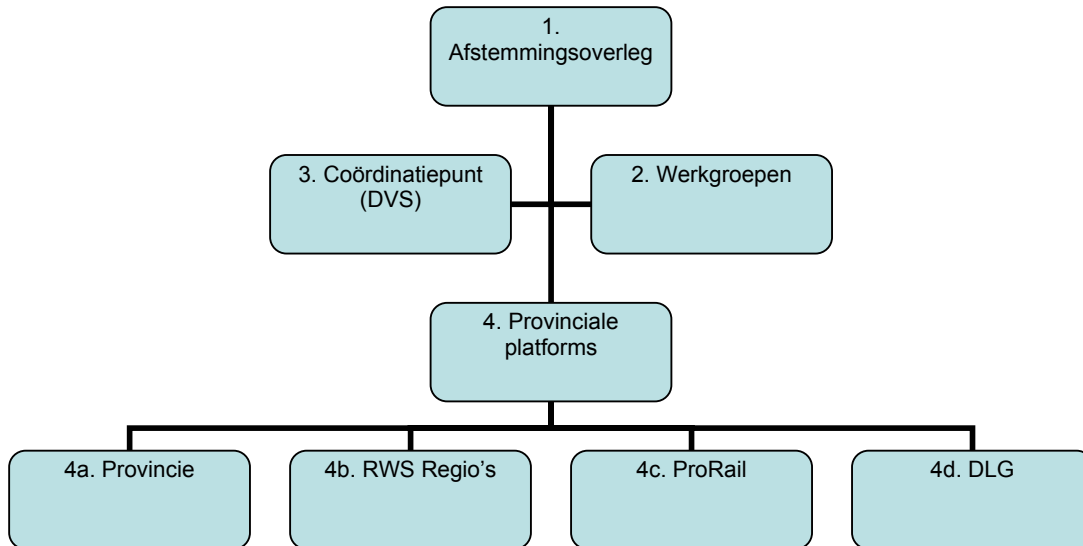 1.
Afstemmingsoverleg
3. Coördinatiepunt
(DVS)
2. Werkgroepen
4. Provinciale
platforms
4a. Provincie
4b. RWS Regio’s
4c. ProRail
4d. DLG